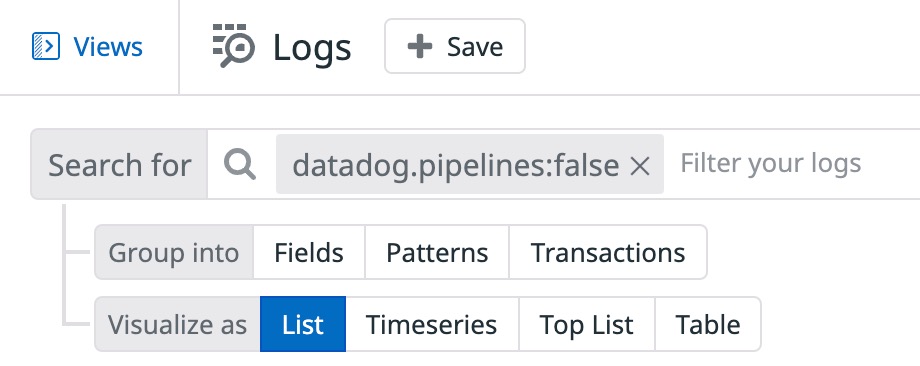 Views Logs + Save
Search for datadog.pipelines:false × Filter your logs
Group into Fields Patterns Transactions
Visualize as List Timeseries Top List Table